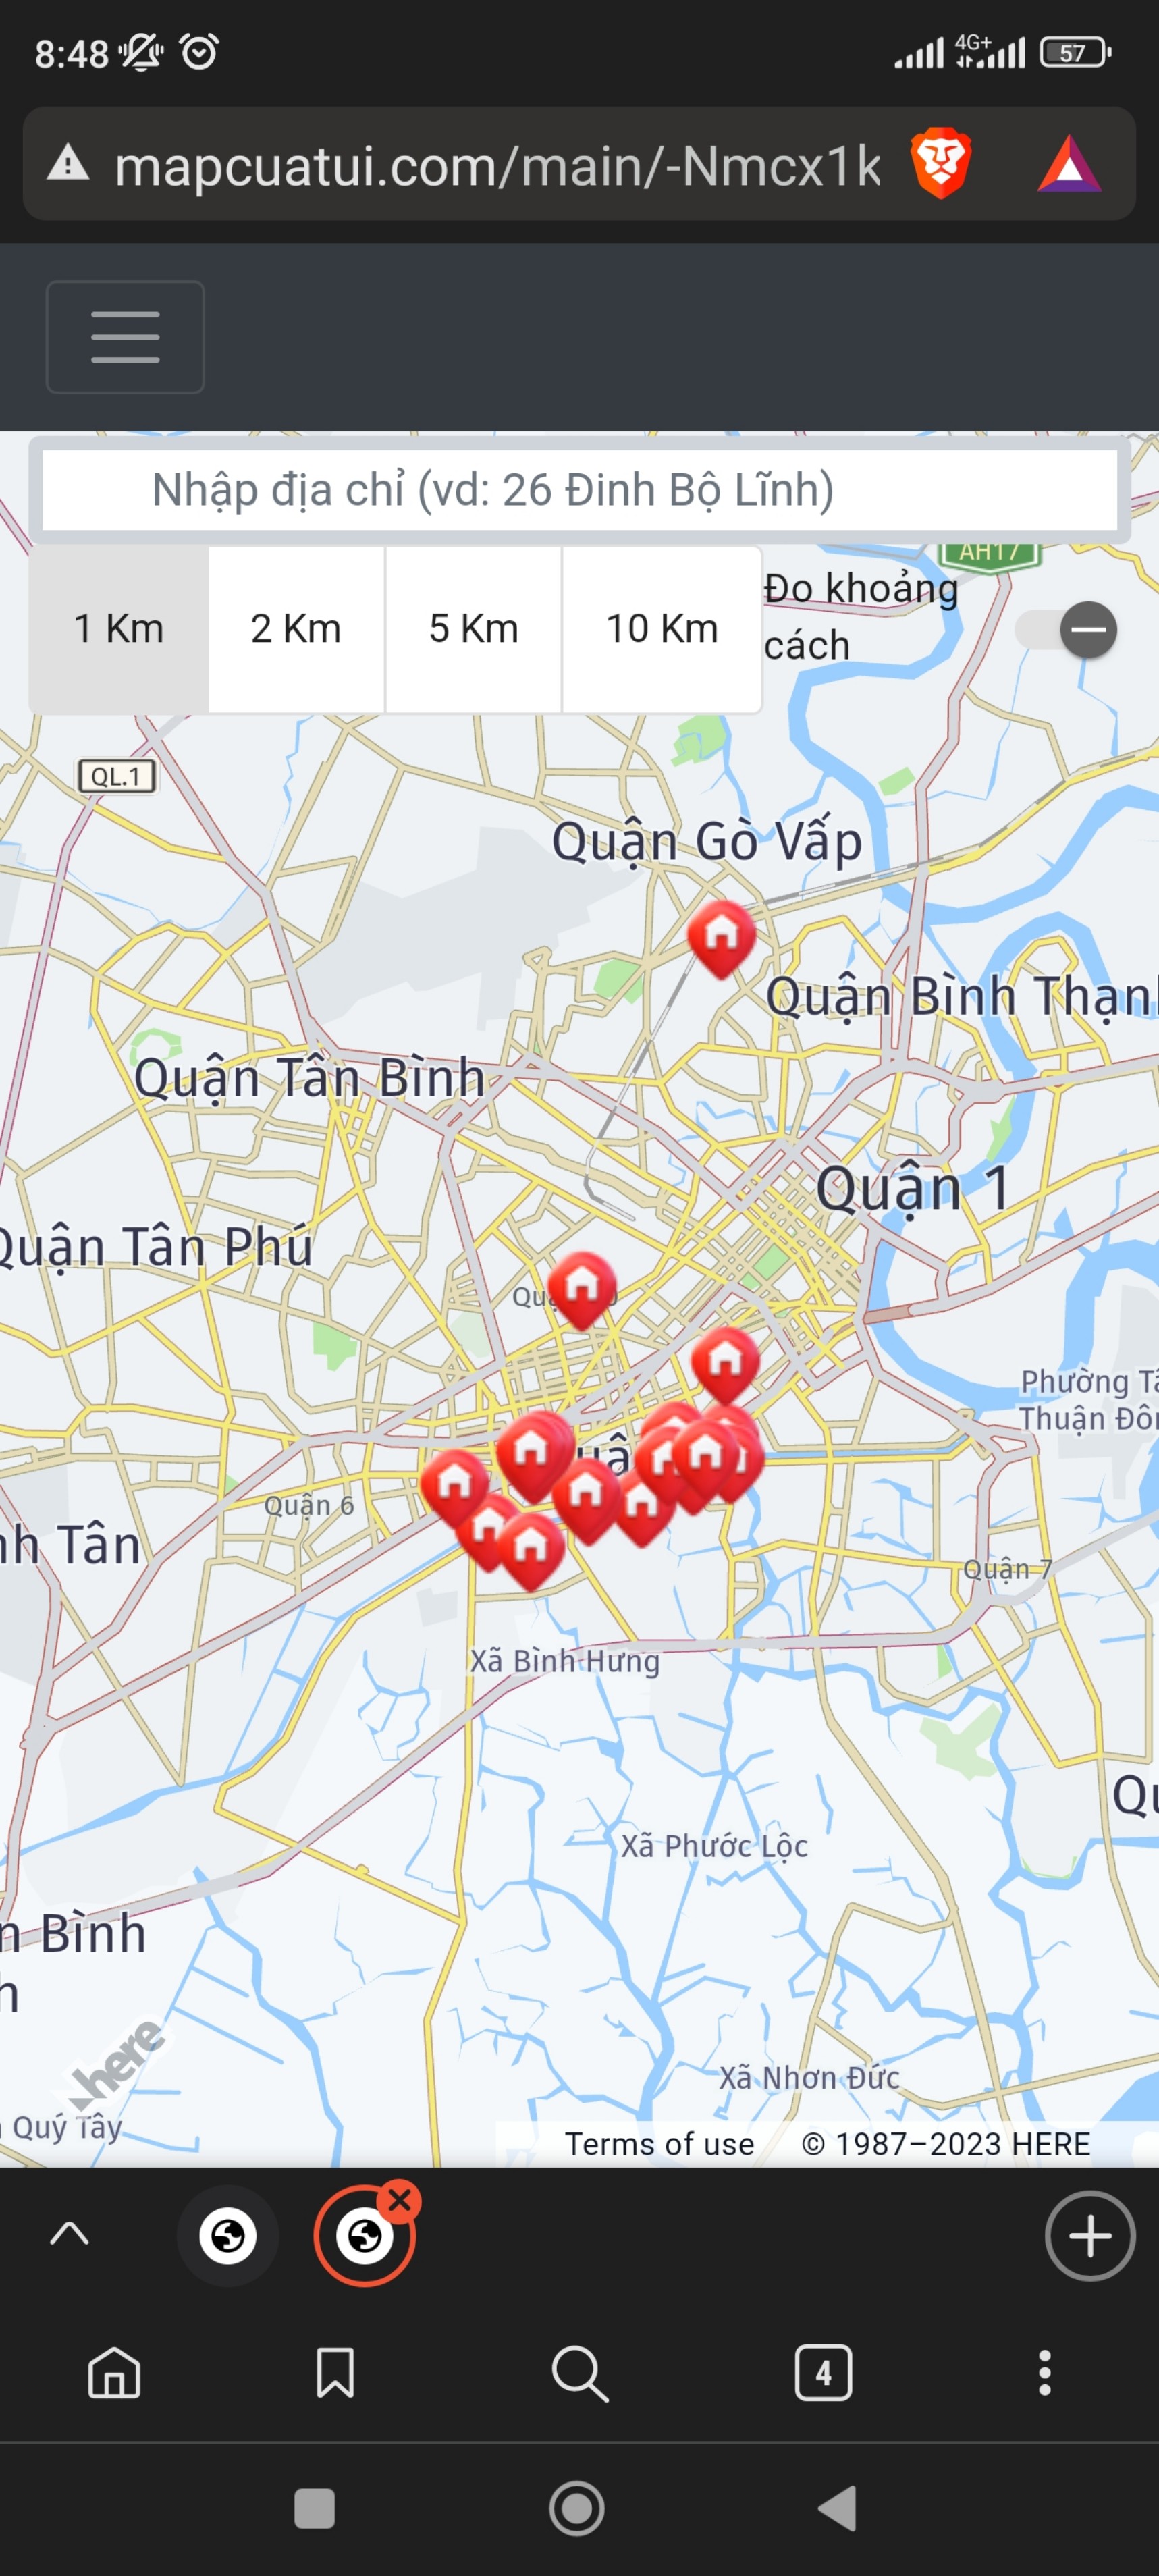 8:48
4G+
57
mapcuatui.com/main/-Nmcx1k
Nhập địa chỉ (vd: 26 Đinh Bộ Lĩnh)
AH17
1 Km
2 Km
5 Km
10 Km
Đo khoảng
cách
QL.1
Quận Gò Vấp
Quận Bình Thạnh
Quận Tân Bình
Quận 1
Quận Tân Phú
Phường Tâ
Thuận Đôn
Quận 6
nh Tân
Quận 7
Xã Bình Hưng
Qu
Xã Phước Lộc
n Bình
h
here
Xã Nhơn Đức
Quý Tây
Terms of use
© 1987–2023 HERE
4